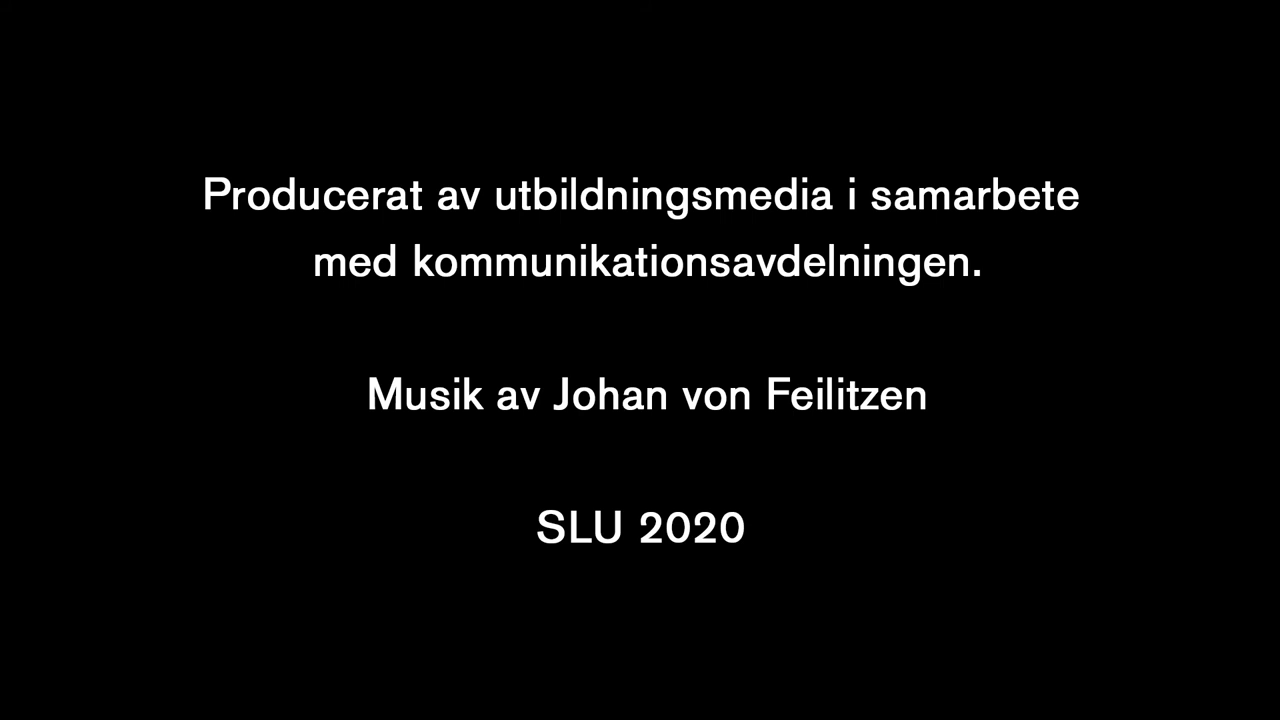 Producerat av utbildningsmedia i samarbete
med kommunikationsavdelningen.
Musik av Johan von Feilitzen
SLU 2020